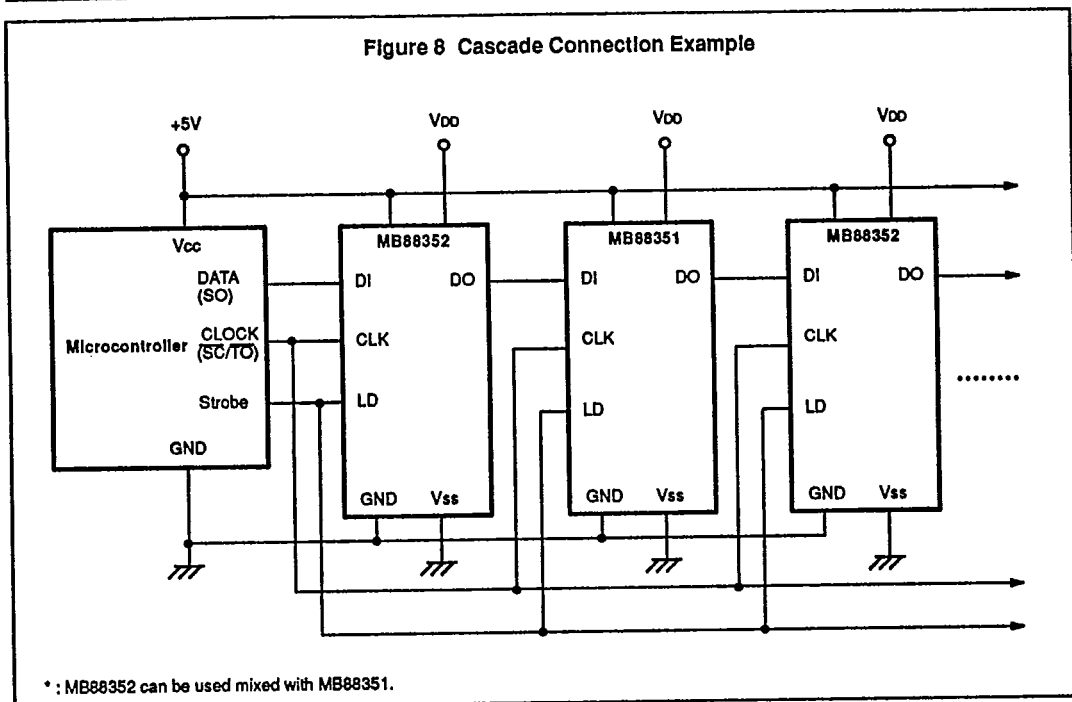 Figure 8 Cascade Connection Example
+5V
VDD
VDD
VDD
Vcc
DATA
(SO)
Microcontroller
CLOCK
(SC/TO)
Strobe
GND
MB88352
DI
DO
CLK
LD
GND
Vss
MB88351
DI
DO
CLK
LD
GND
Vss
MB88352
DI
DO
CLK
LD
GND
Vss
........
* : MB88352 can be used mixed with MB88351.